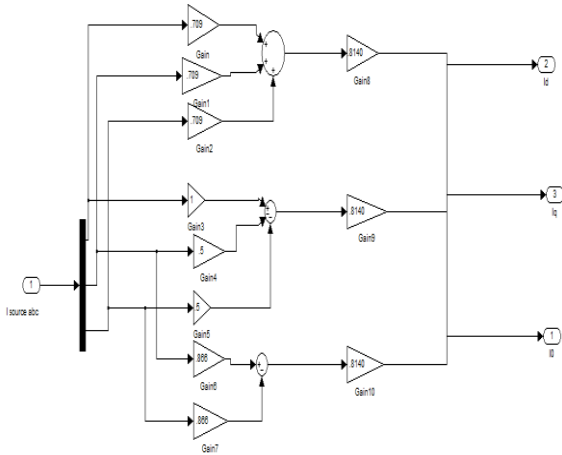 .709
Gain
.709
Gain1
.709
Gain2
+
+
+
.8140
Gain8
2
Id
1
Gain3
.5
Gain4
.5
Gain5
+
−
−
.8140
Gain9
3
Iq
1
I source abc
.866
Gain6
.866
Gain7
+
−
.8140
Gain10
1
I0